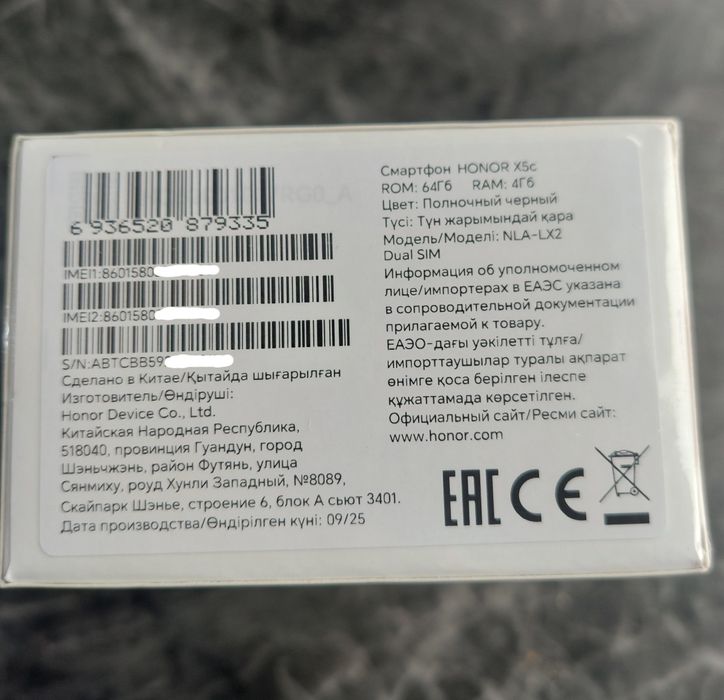 6 936520 879335
IMEI1:8601580
IMEI2:8601580
S/N:ABTCBB59
Сделано в Китае/Қытайда шығарылған
Изготовитель/Өндіруші:
Honor Device Co., Ltd.
Китайская Народная Республика,
518040, провинция Гуандун, город
Шэньчжэнь, район Футянь, улица
Сянмиху, роуд Хунли Западный, №8089,
Скайпарк Шэнье, строение 6, блок А сьют 3401.
Дата производства/Өндірілген күні: 09/25
Смартфон HONOR X5c
ROM: 64Гб RAM: 4Гб
Цвет: Полночный черный
Түсі: Түн жарымындай қара
Модель/Моделі: NLA-LX2
Dual SIM
Информация об уполномоченном
лице/импортерах в ЕАЭС указана
в сопроводительной документации
прилагаемой к товару.
ЕАЭО-дағы уәкілетті тұлға/
импорттаушылар туралы ақпарат
өнімге қоса берілген ілеспе
құжаттамада көрсетілген.
Официальный сайт/Ресми сайт:
www.honor.com
EAC CE